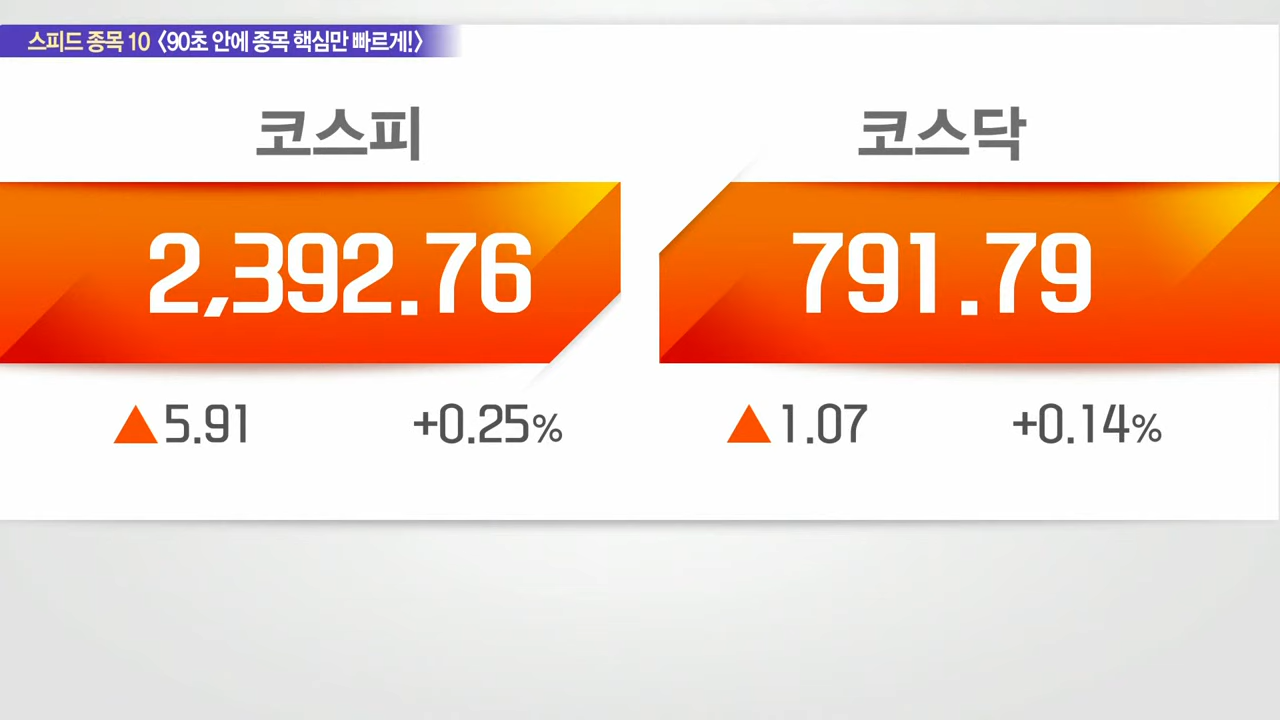 스피드 종목 10 <90초 안에 종목 핵심만 빠르게!>
코스피
코스닥
2,392.76
791.79
▲5.91 +0.25%
▲1.07 +0.14%